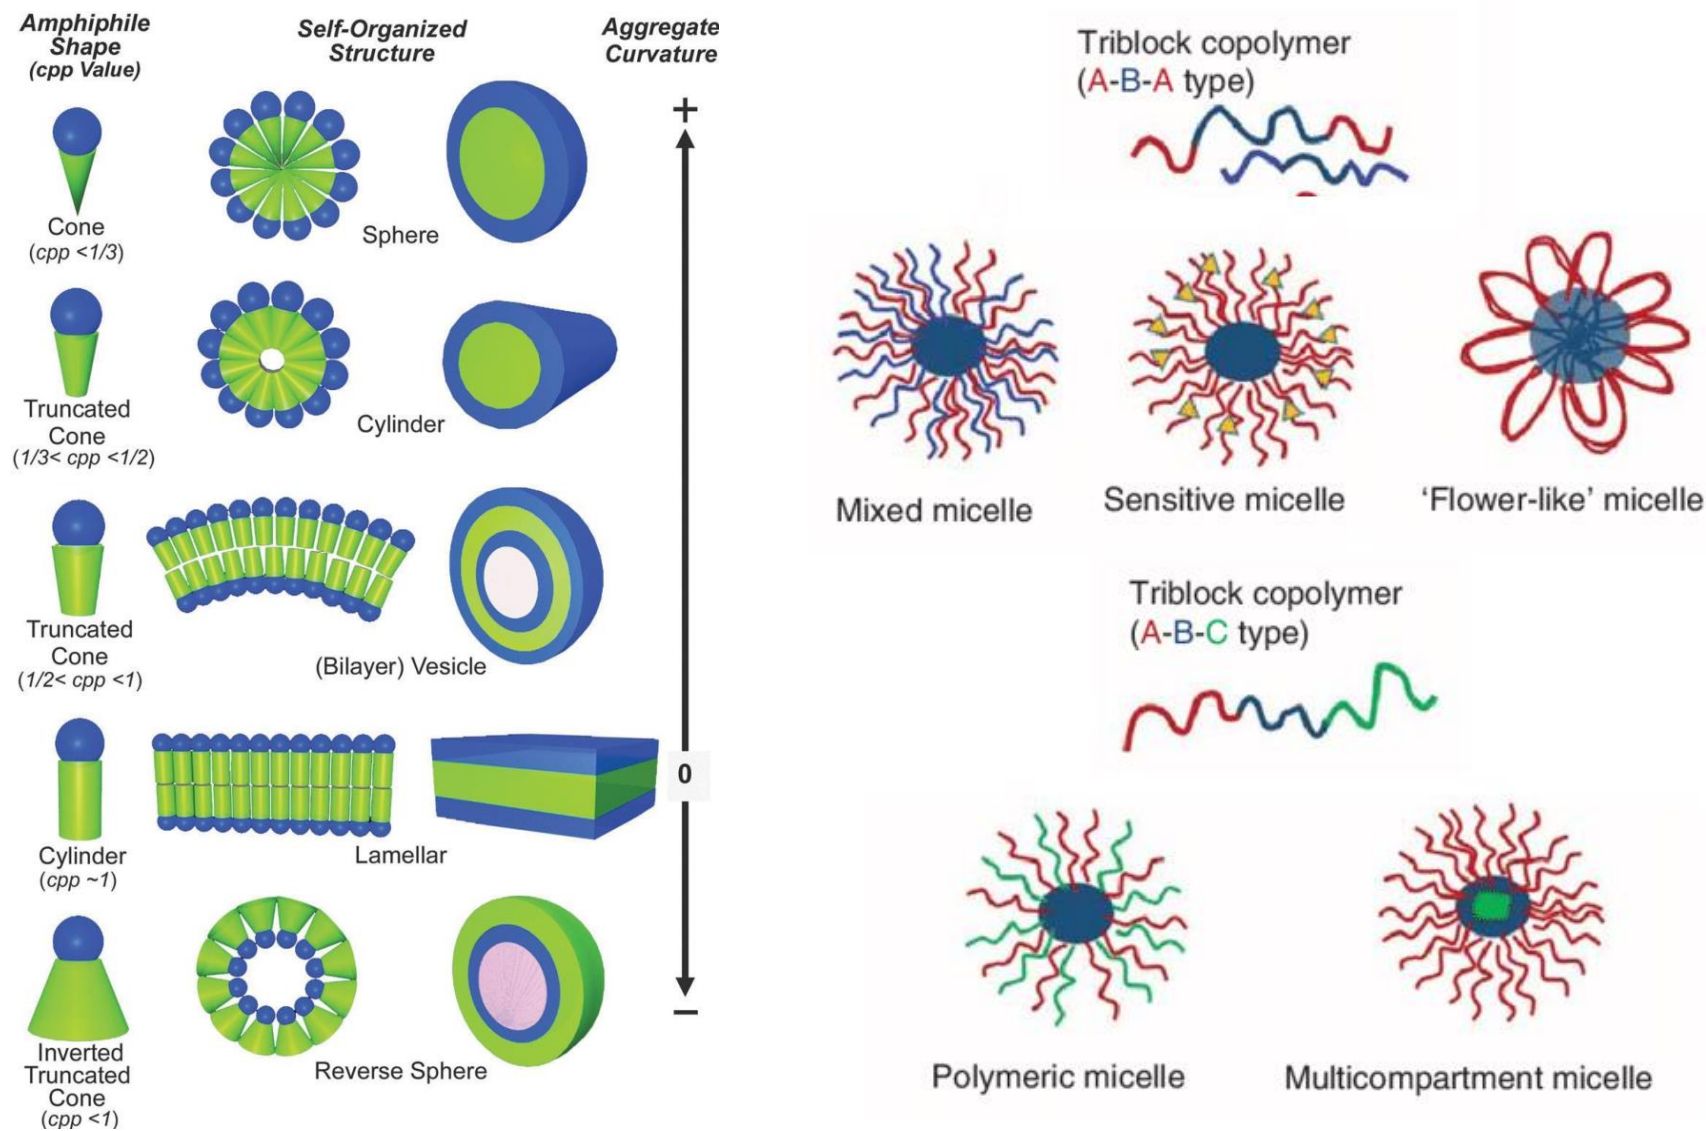 Amphiphile
Shape
(cpp Value)
Self-Organized
Structure
Aggregate
Curvature
+
Cone
(cpp <1/3)
Sphere
Truncated
Cone
(1/3< cpp <1/2)
Cylinder
Truncated
Cone
(1/2< cpp <1)
(Bilayer) Vesicle
0
Cylinder
(cpp ~1)
Lamellar
Inverted
Truncated
Cone
(cpp <1)
Reverse Sphere
−
Triblock copolymer
(A-B-A type)
Mixed micelle
Sensitive micelle
‘Flower-like’ micelle
Triblock copolymer
(A-B-C type)
Polymeric micelle
Multicompartment micelle